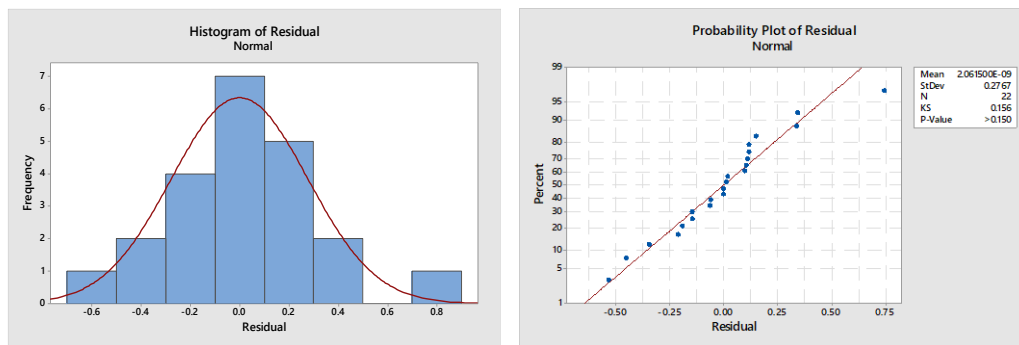 Histogram of Residual
Normal
Frequency
7
6
5
4
3
2
1
0
-0.6 -0.4 -0.2 0.0 0.2 0.4 0.6 0.8
Residual
Probability Plot of Residual
Normal
Percent
99
95
90
80
70
60
50
40
30
20
10
5
1
-0.50 -0.25 0.00 0.25 0.50 0.75
Residual
Mean 2.061500E-09
StDev 0.2767
N 22
KS 0.156
P-Value >0.150